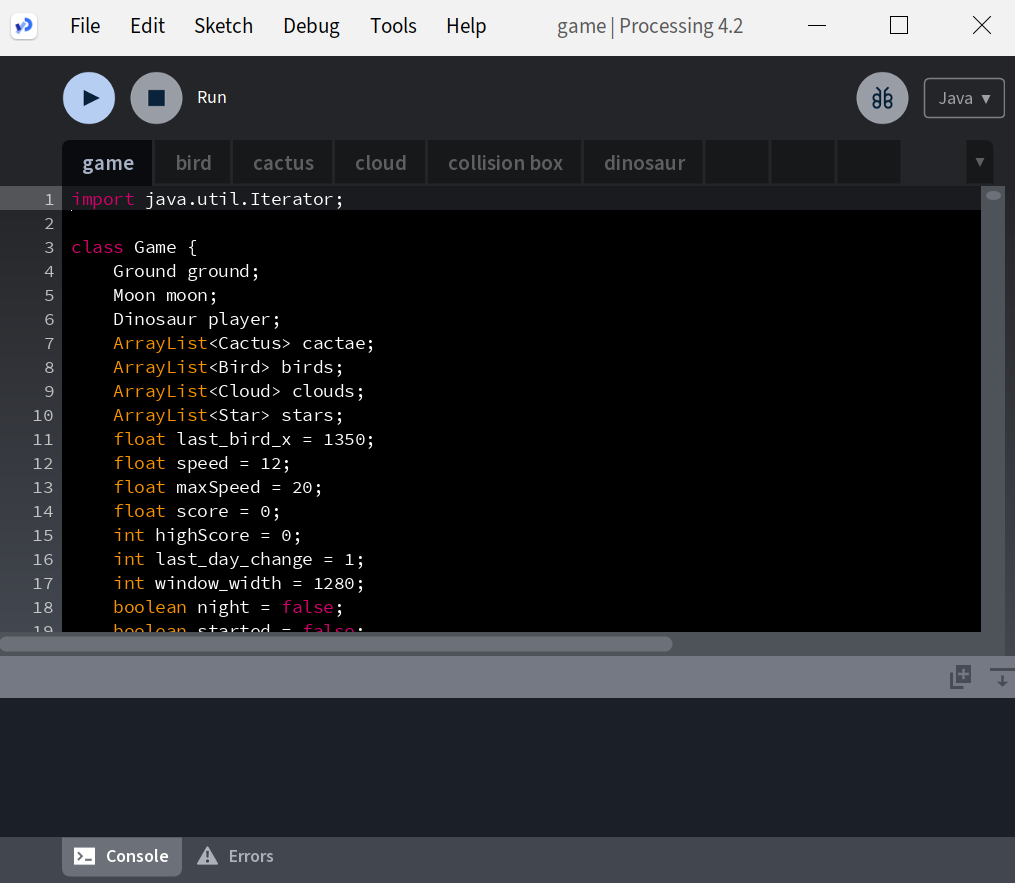 File Edit Sketch Debug Tools Help game | Processing 4.2
Run Java ▾
game bird cactus cloud collision box dinosaur
1 import java.util.Iterator;
2
3 class Game {
4 Ground ground;
5 Moon moon;
6 Dinosaur player;
7 ArrayList<Cactus> cactae;
8 ArrayList<Bird> birds;
9 ArrayList<Cloud> clouds;
10 ArrayList<Star> stars;
11 float last_bird_x = 1350;
12 float speed = 12;
13 float maxSpeed = 20;
14 float score = 0;
15 int highScore = 0;
16 int last_day_change = 1;
17 int window_width = 1280;
18 boolean night = false;
19 boolean started = false;
Console Errors